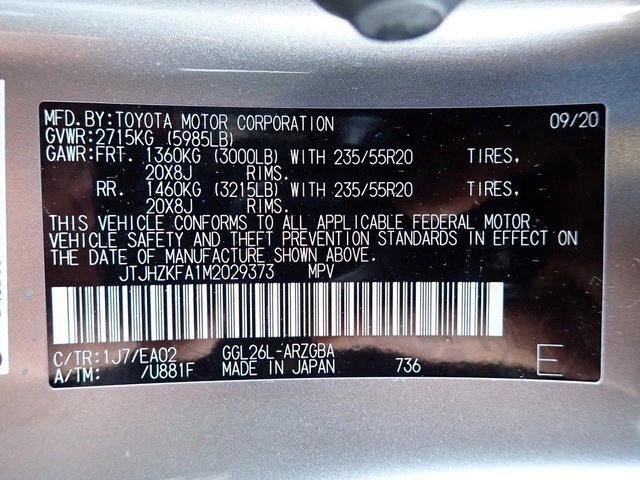 MFD.BY:TOYOTA MOTOR CORPORATION 09/20
GVWR:2715KG (5985LB)
GAWR:FRT. 1360KG (3000LB) WITH 235/55R20 TIRES.
20X8J RIMS.
RR. 1460KG (3215LB) WITH 235/55R20 TIRES.
20X8J RIMS.
THIS VEHICLE CONFORMS TO ALL APPLICABLE FEDERAL MOTOR
VEHICLE SAFETY AND THEFT PREVENTION STANDARDS IN EFFECT ON
THE DATE OF MANUFACTURE SHOWN ABOVE.
JTJHZKFA1M2029373 MPV
C/TR:1J7/EA02 GGL26L-ARZGBA
A/TM: /U881F MADE IN JAPAN 736 E